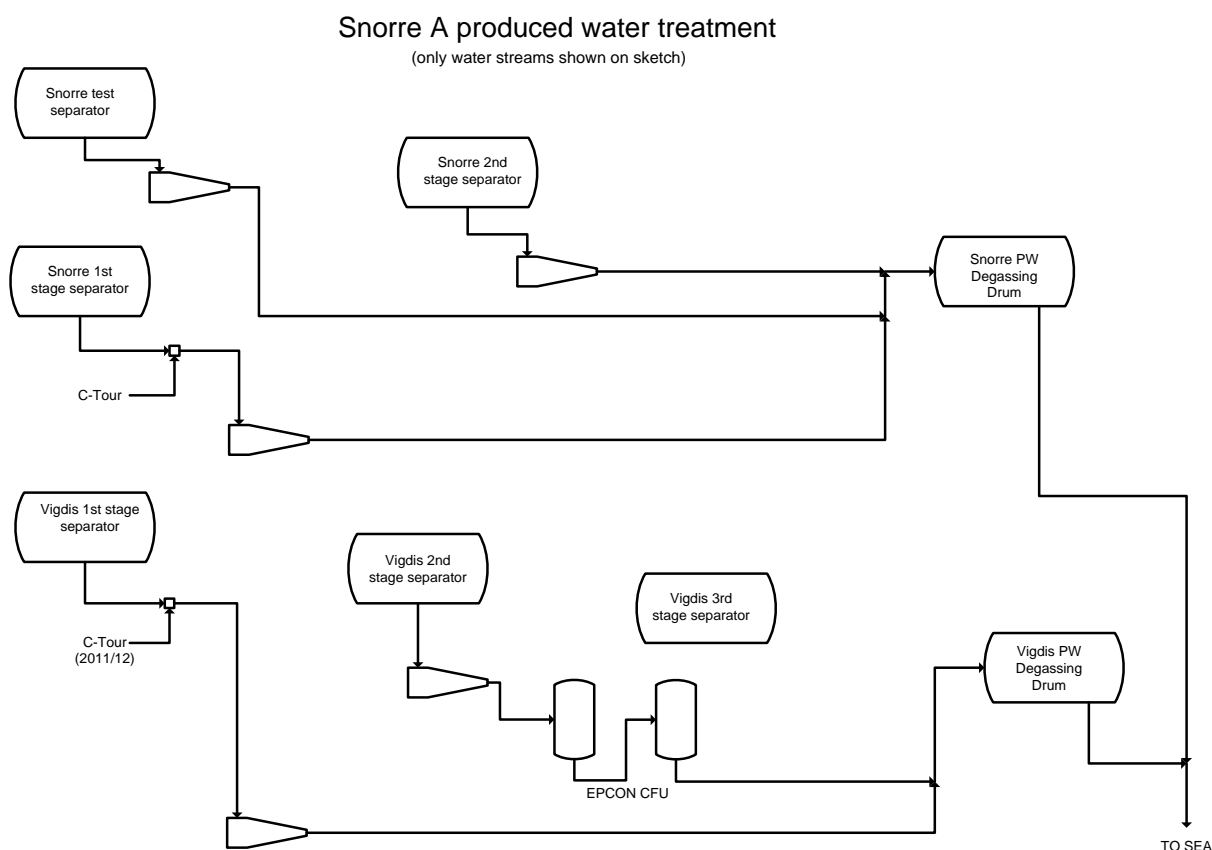 Snorre A produced water treatment
(only water streams shown on sketch)
Snorre test
separator
Snorre 2nd
stage separator
Snorre 1st
stage separator
Snorre PW
Degassing
Drum
C-Tour
Vigdis 1st stage
separator
Vigdis 2nd
stage separator
Vigdis 3rd
stage separator
C-Tour
(2011/12)
Vigdis PW
Degassing
Drum
EPCON CFU
TO SEA